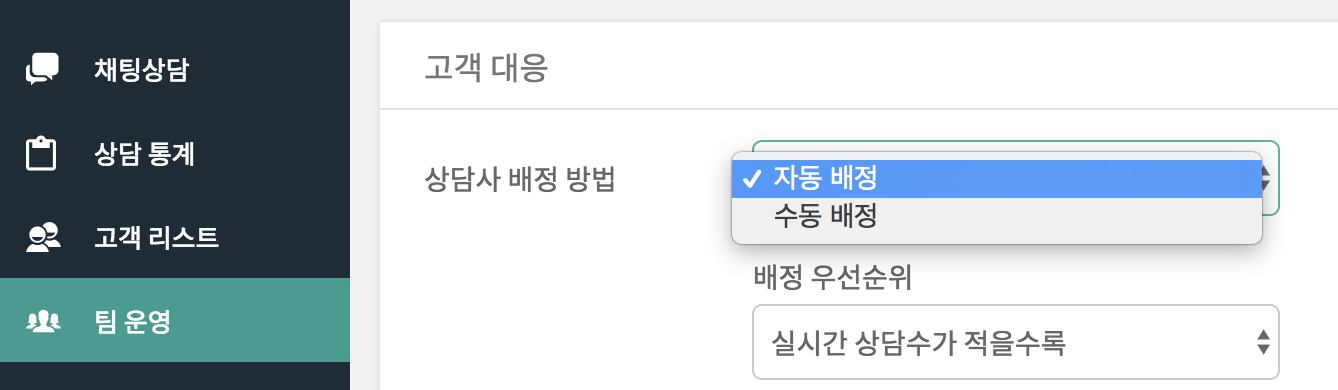 채팅상담
상담 통계
고객 리스트
팀 운영
고객 대응
상담사 배정 방법
자동 배정
수동 배정
배정 우선순위
실시간 상담수가 적을수록